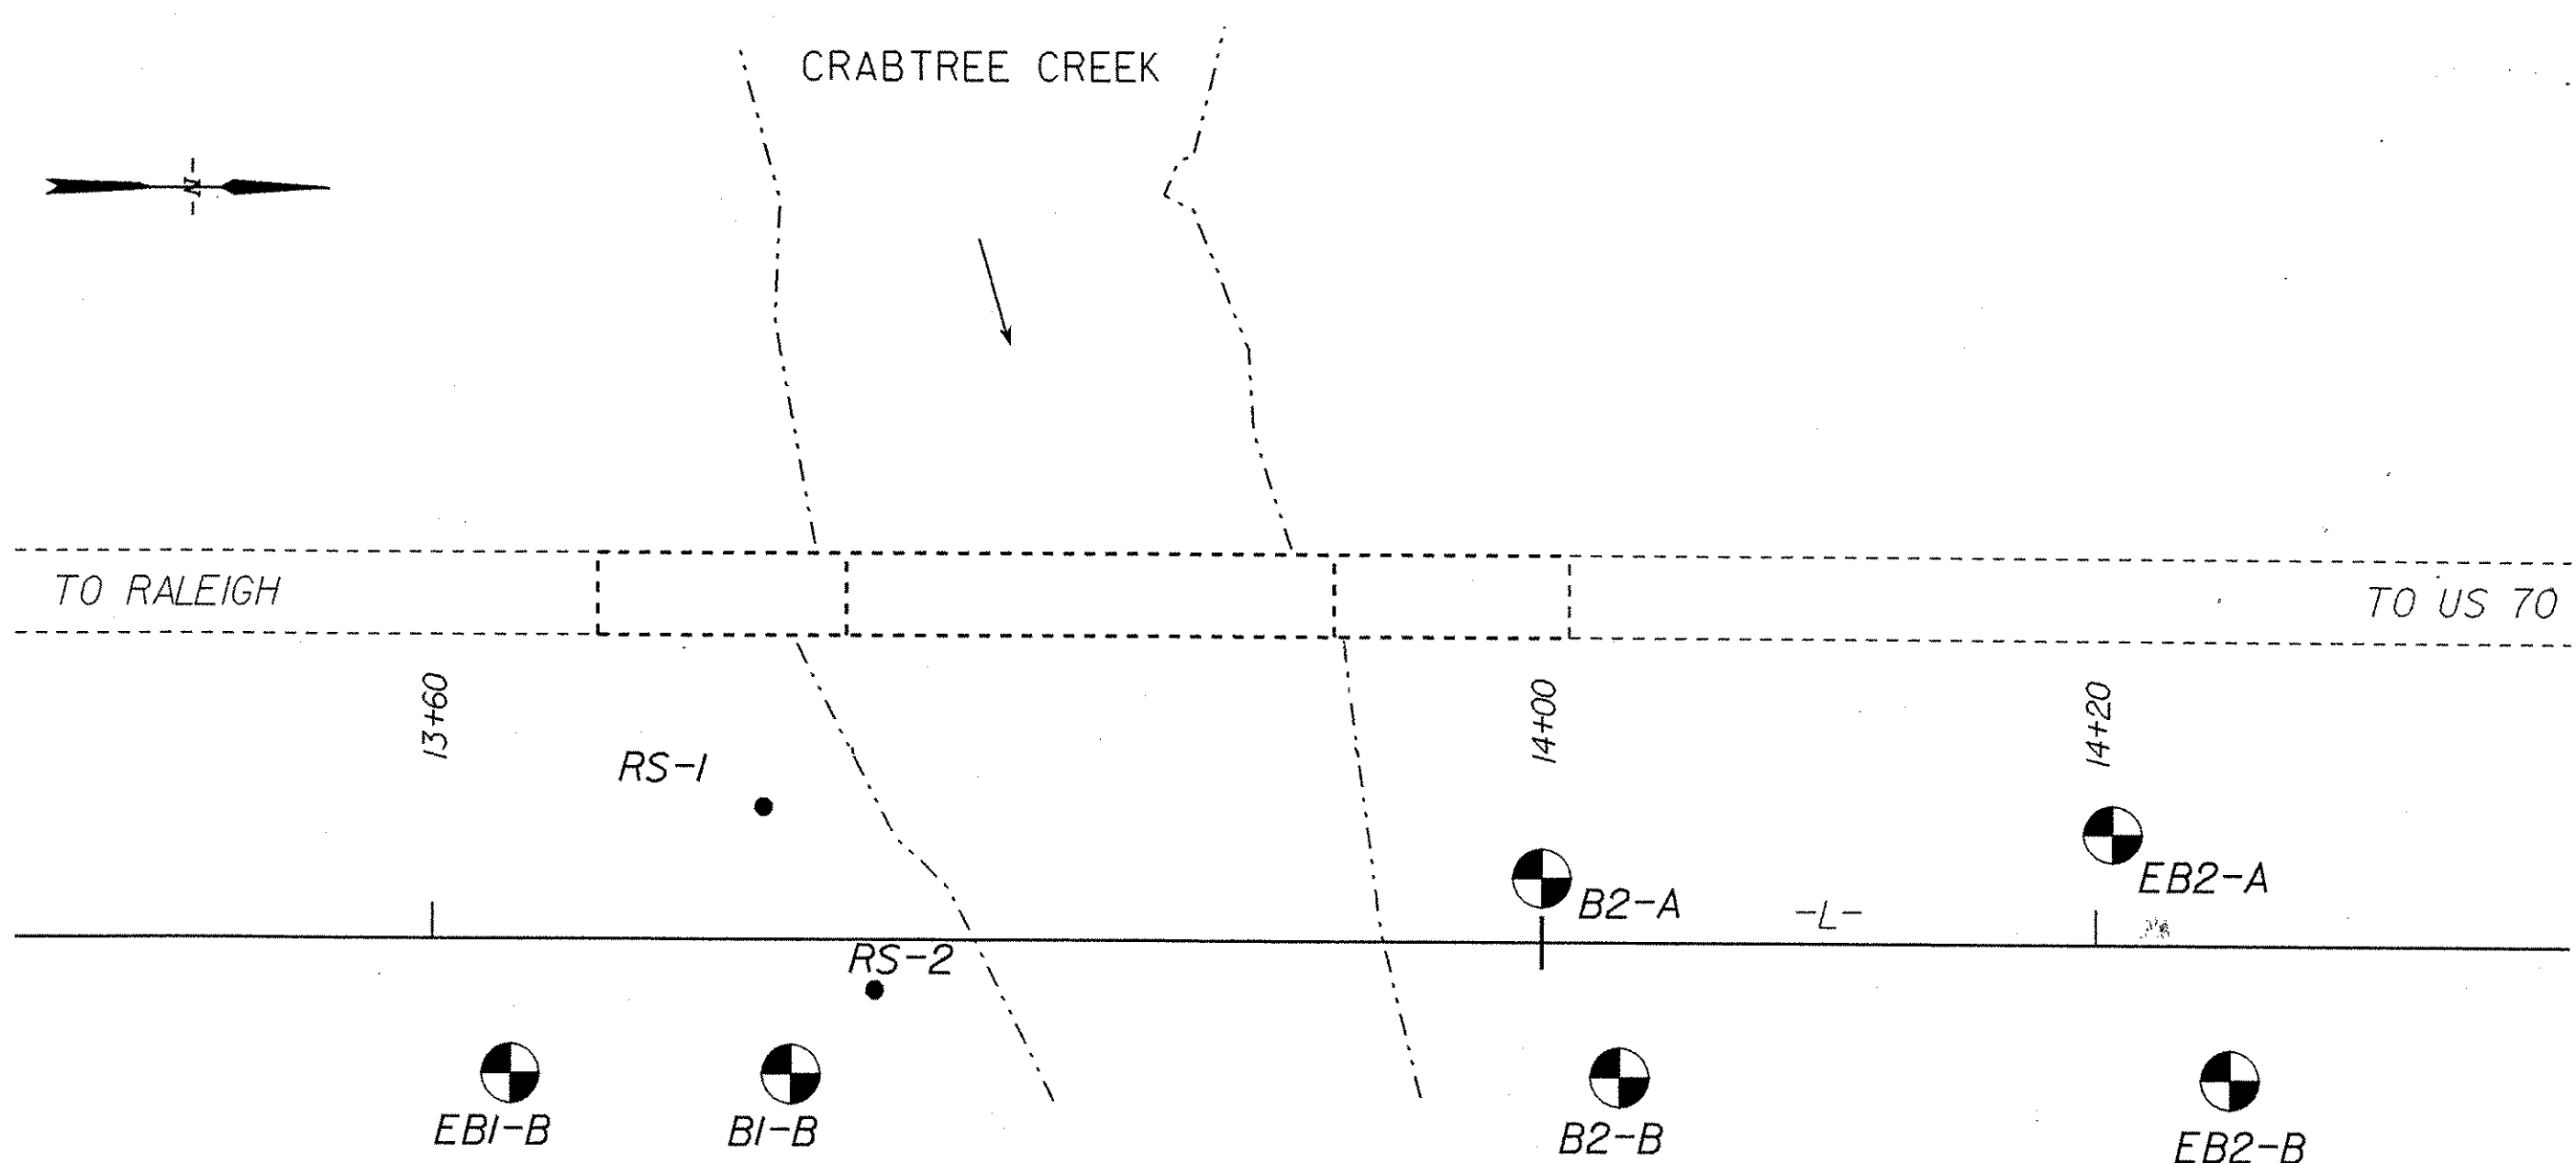 CRABTREE CREEK
N
TO RALEIGH
TO US 70
13+60
14+00
14+20
RS-1
EB2-A
B2-A
-L-
RS-2
EB1-B
B1-B
B2-B
EB2-B